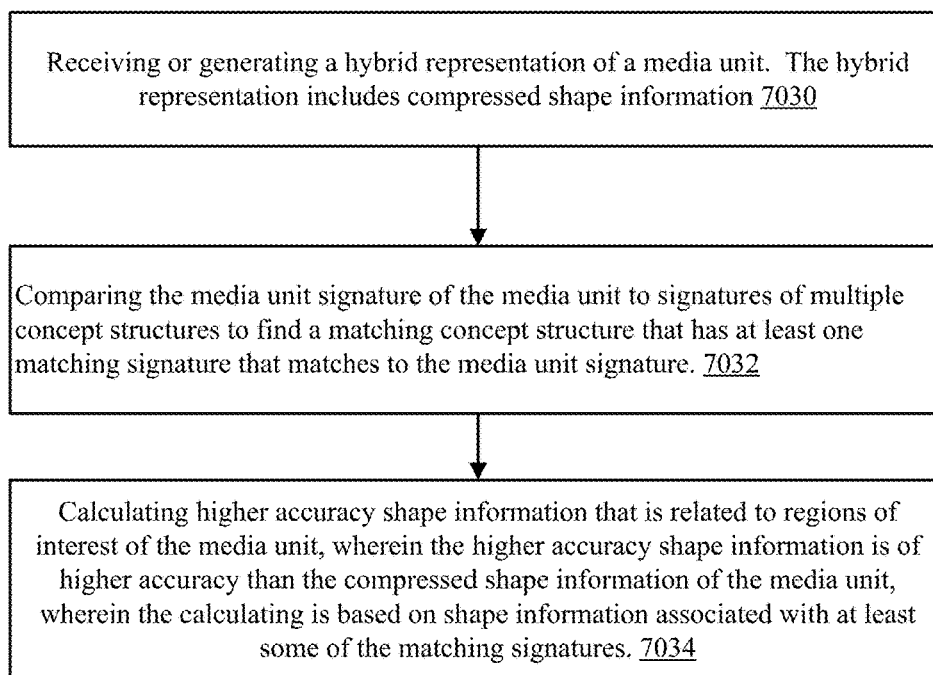 Receiving or generating a hybrid representation of a media unit.  The hybrid
representation includes compressed shape information 7030
Comparing the media unit signature of the media unit to signatures of multiple
concept structures to find a matching concept structure that has at least one
matching signature that matches to the media unit signature. 7032
Calculating higher accuracy shape information that is related to regions of
interest of the media unit, wherein the higher accuracy shape information is of
higher accuracy than the compressed shape information of the media unit,
wherein the calculating is based on shape information associated with at least
some of the matching signatures. 7034